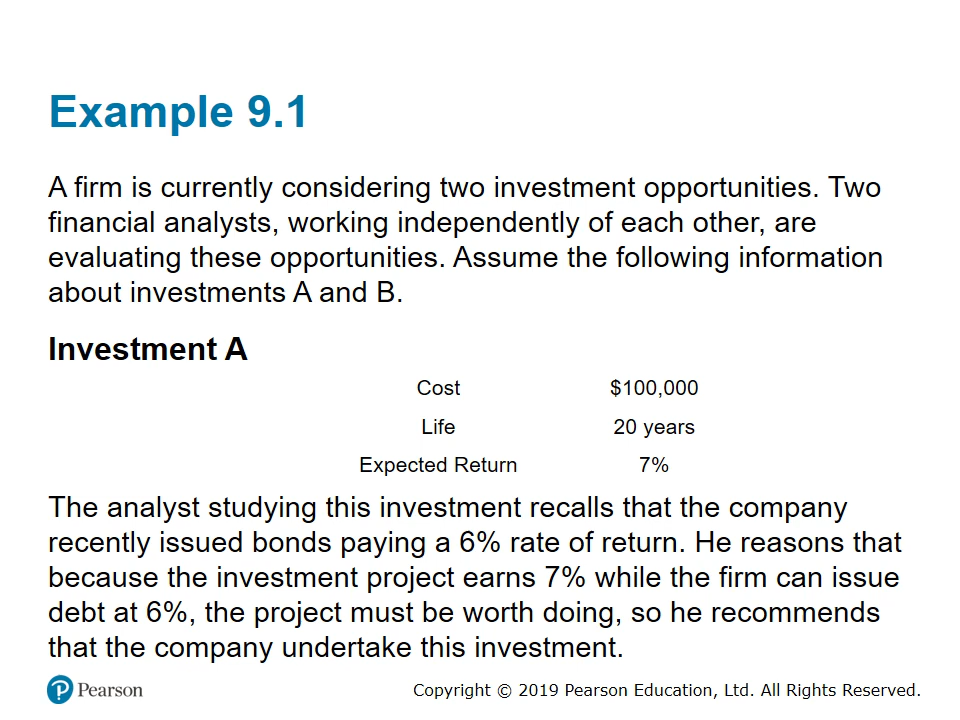 Example 9.1
A firm is currently considering two investment opportunities. Two
financial analysts, working independently of each other, are
evaluating these opportunities. Assume the following information
about investments A and B.
Investment A
Cost $100,000
Life 20 years
Expected Return 7%
The analyst studying this investment recalls that the company
recently issued bonds paying a 6% rate of return. He reasons that
because the investment project earns 7% while the firm can issue
debt at 6%, the project must be worth doing, so he recommends
that the company undertake this investment.
P Pearson
Copyright © 2019 Pearson Education, Ltd. All Rights Reserved.